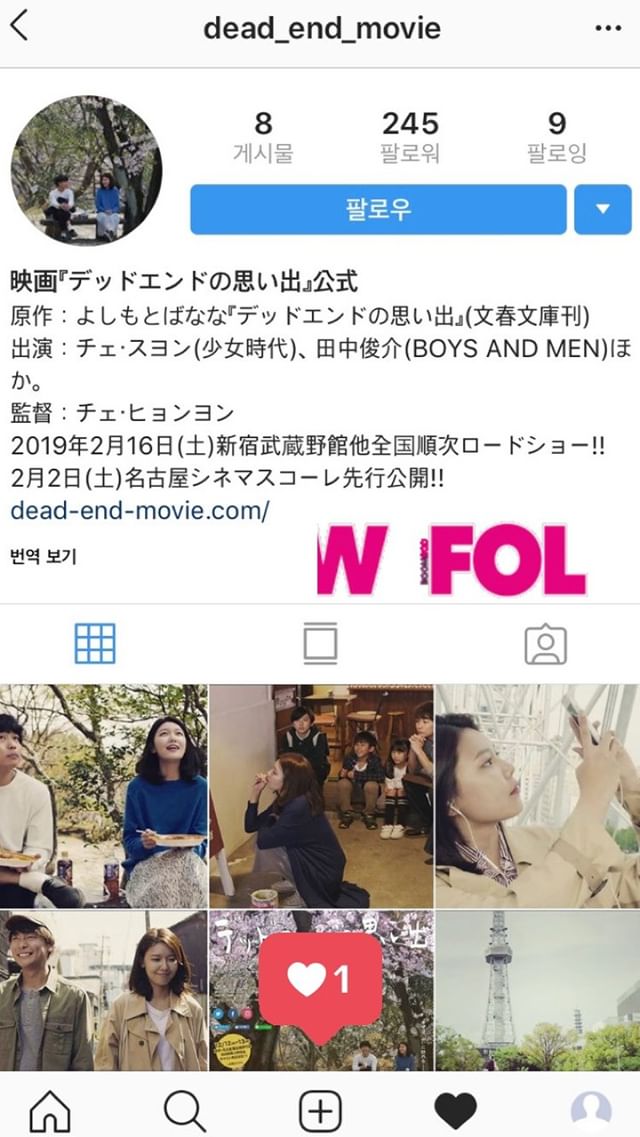 dead_end_movie
8
245
9
게시물
팔로워
팔로잉
팔로우
映画『デッドエンドの思い出』公式
原作：よしもとばなな『デッドエンドの思い出』(文春文庫刊)
出演：チェ·スヨン(少女時代)、田中俊介(BOYS AND MEN)ほ
か。
監督：チェ·ヒョンヨン
2019年2月16日(土)新宿武蔵野館他全国順次ロードショー!!
2月2日(土)名古屋シネマスコーレ先行公開!!
dead-end-movie.com/
번역 보기
W FOL
1